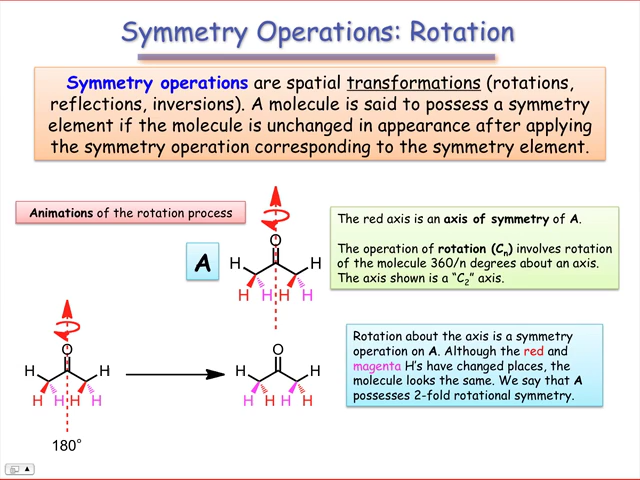 Symmetry Operations: Rotation
Symmetry operations are spatial transformations (rotations,
reflections, inversions). A molecule is said to possess a symmetry
element if the molecule is unchanged in appearance after applying
the symmetry operation corresponding to the symmetry element.
Animations of the rotation process
The red axis is an axis of symmetry of A.
The operation of rotation (Cn) involves rotation
of the molecule 360/n degrees about an axis.
The axis shown is a “C2” axis.
A
O
H H
H H H H
Rotation about the axis is a symmetry
operation on A. Although the red and
magenta H's have changed places, the
molecule looks the same. We say that A
possesses 2-fold rotational symmetry.
O O
H H H H
H H H H H H H H
180°